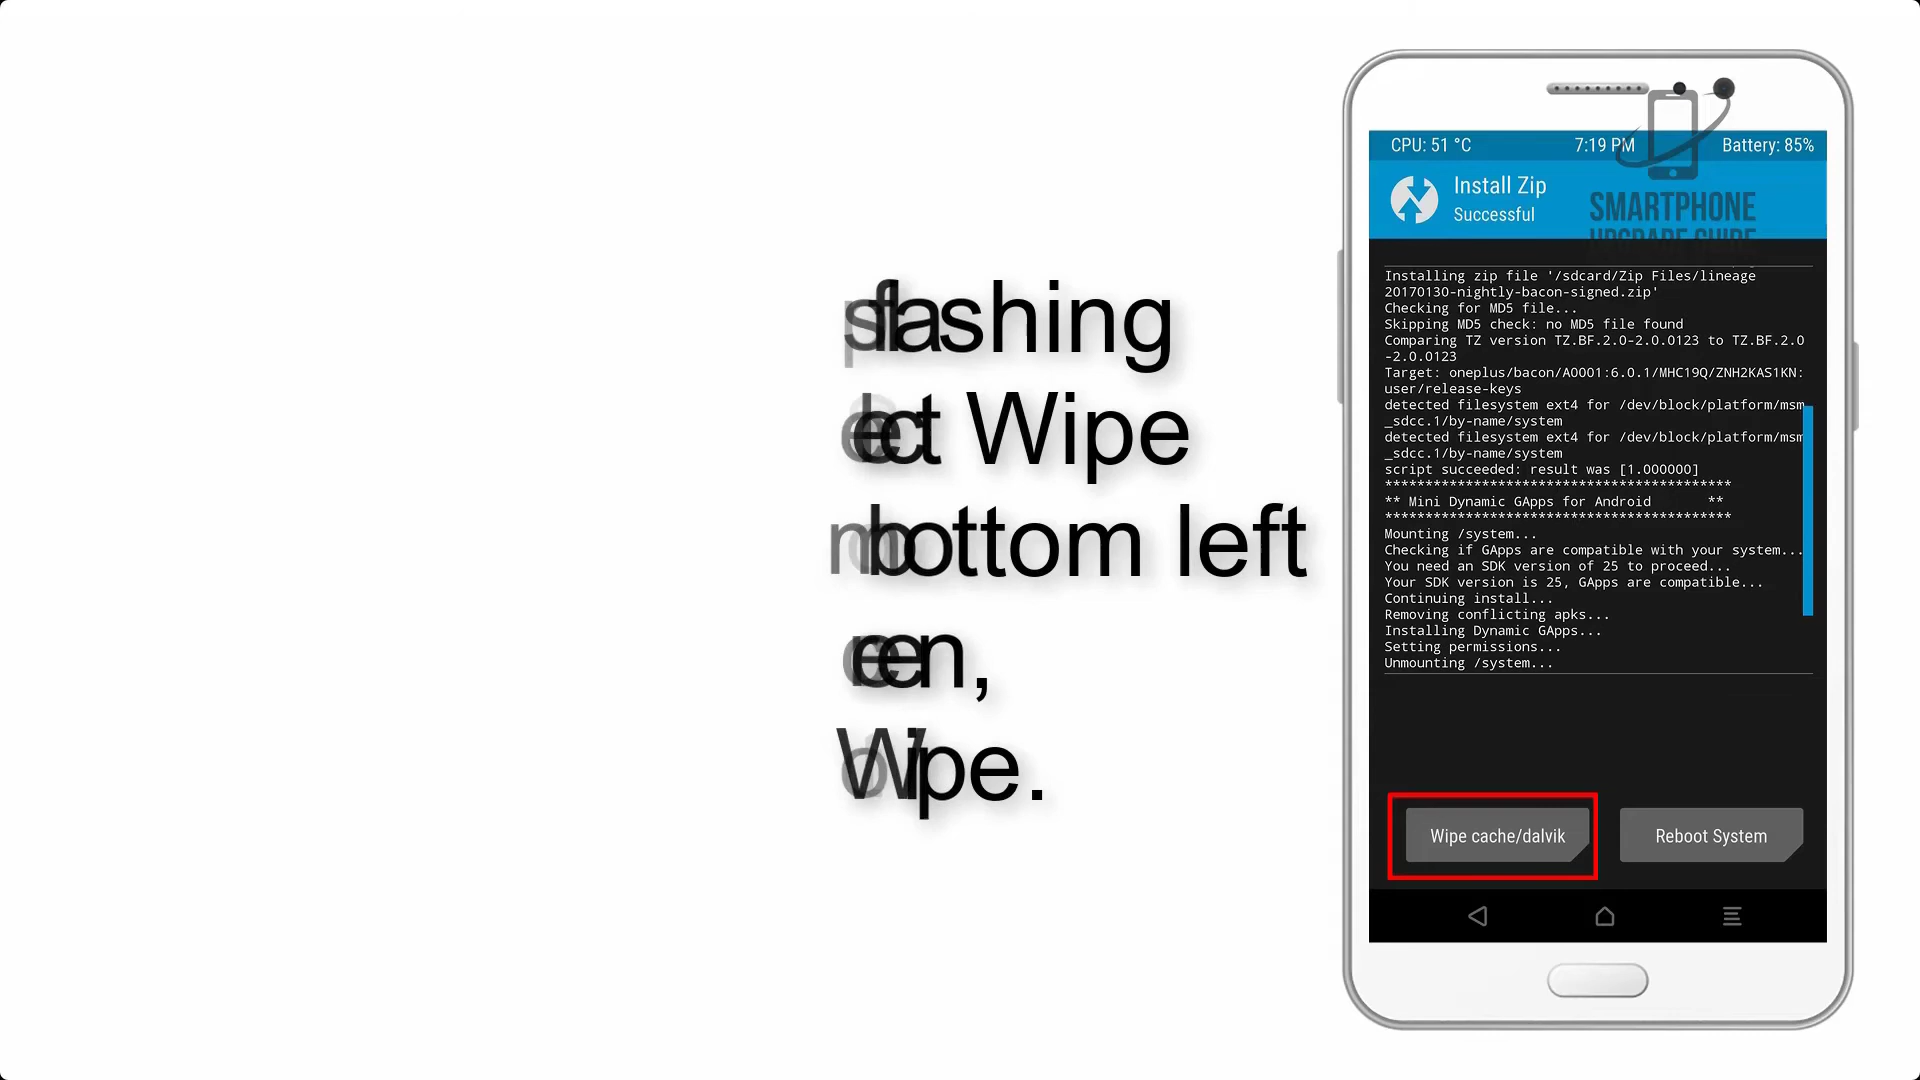 flashing
Wipe
bottom left
Wipe.
CPU: 51 °C 7:19 PM Battery: 85%
Install Zip
Successful
SMARTPHONE
UPGRADE GUIDE
Installing zip file '/sdcard/Zip Files/lineage
20170130-nightly-bacon-signed.zip'
Checking for MD5 file...
Skipping MD5 check: no MD5 file found
Comparing TZ version TZ.BF.2.0-2.0.0123 to TZ.BF.2.0
-2.0.0123
Target: oneplus/bacon/A0001:6.0.1/MHC19Q/ZNH2KAS1KN:
user/release-keys
detected filesystem ext4 for /dev/block/platform/msm
_sdcc.1/by-name/system
detected filesystem ext4 for /dev/block/platform/msm
_sdcc.1/by-name/system
script succeeded: result was [1.000000]
*******************************************
** Mini Dynamic GApps for Android **
*******************************************
Mounting /system...
Checking if GApps are compatible with your system...
You need an SDK version of 25 to proceed...
Your SDK version is 25, GApps are compatible...
Continuing install...
Removing conflicting apks...
Installing Dynamic GApps...
Setting permissions...
Unmounting /system...
Wipe cache/dalvik Reboot System